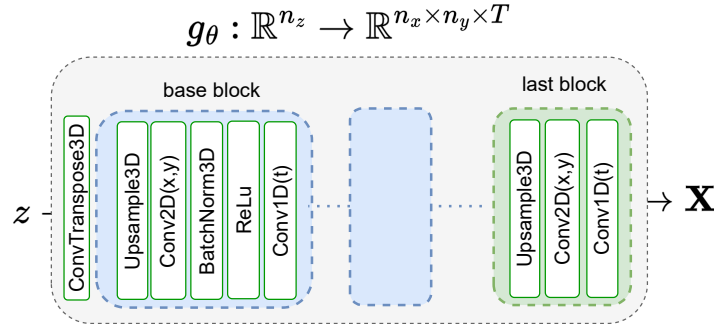 g_θ : ℝ^{n_z} → ℝ^{n_x×n_y×T}
base block
last block
z
ConvTranspose3D
Upsample3D
Conv2D(x,y)
BatchNorm3D
ReLu
Conv1D(t)
Upsample3D
Conv2D(x,y)
Conv1D(t)
→ X